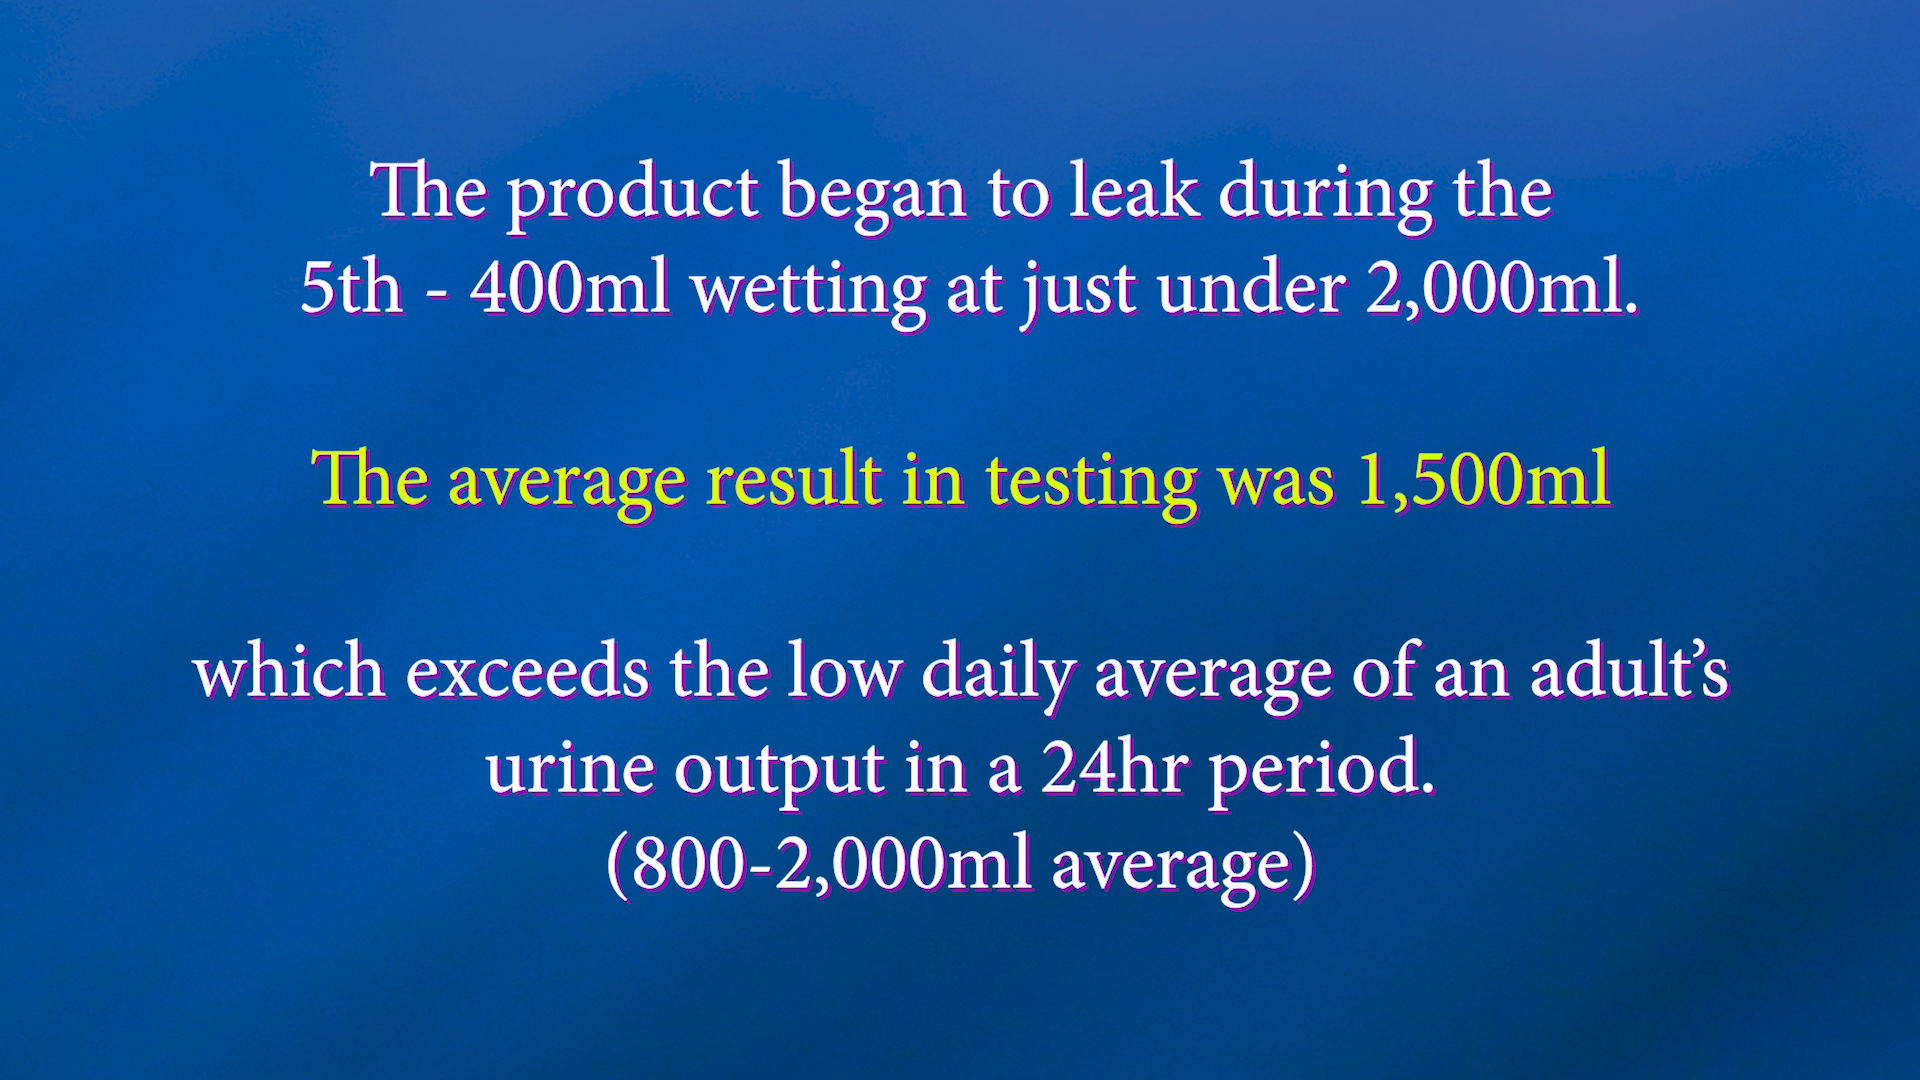 The product began to leak during the
5th - 400ml wetting at just under 2,000ml.
The average result in testing was 1,500ml
which exceeds the low daily average of an adult’s
urine output in a 24hr period.
(800-2,000ml average)